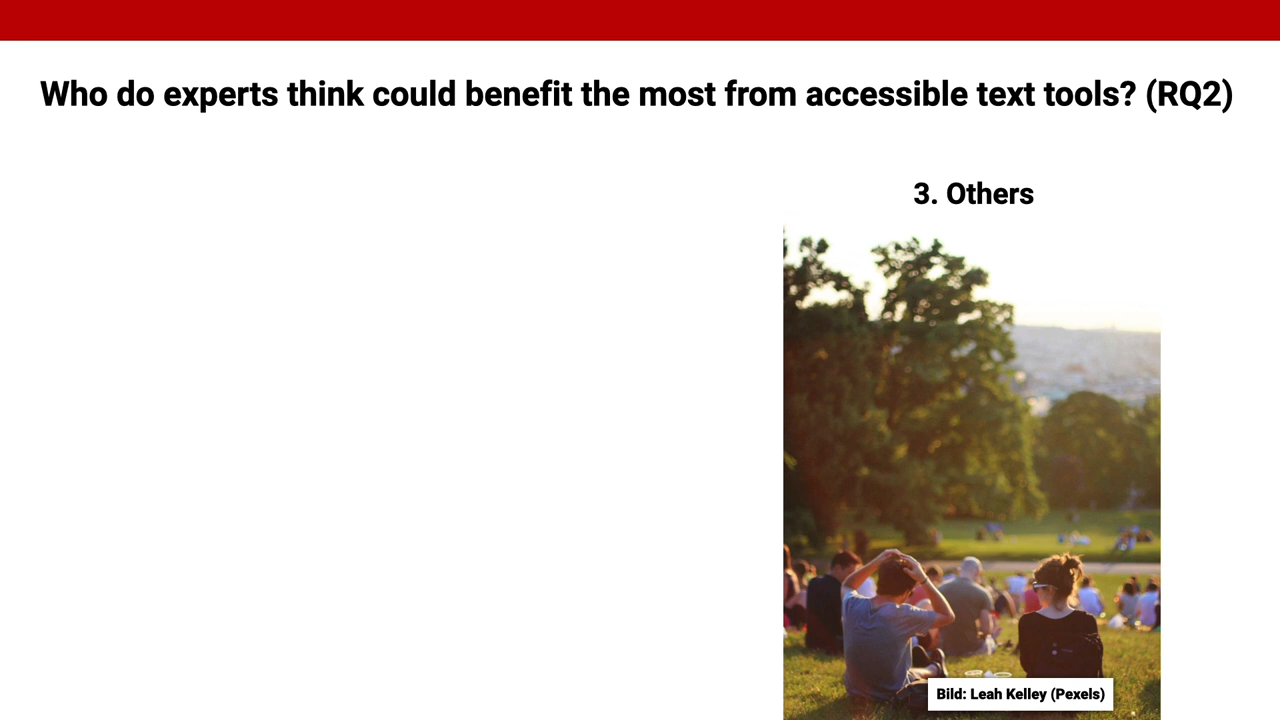 Who do experts think could benefit the most from accessible text tools? (RQ2)
3. Others
Bild: Leah Kelley (Pexels)